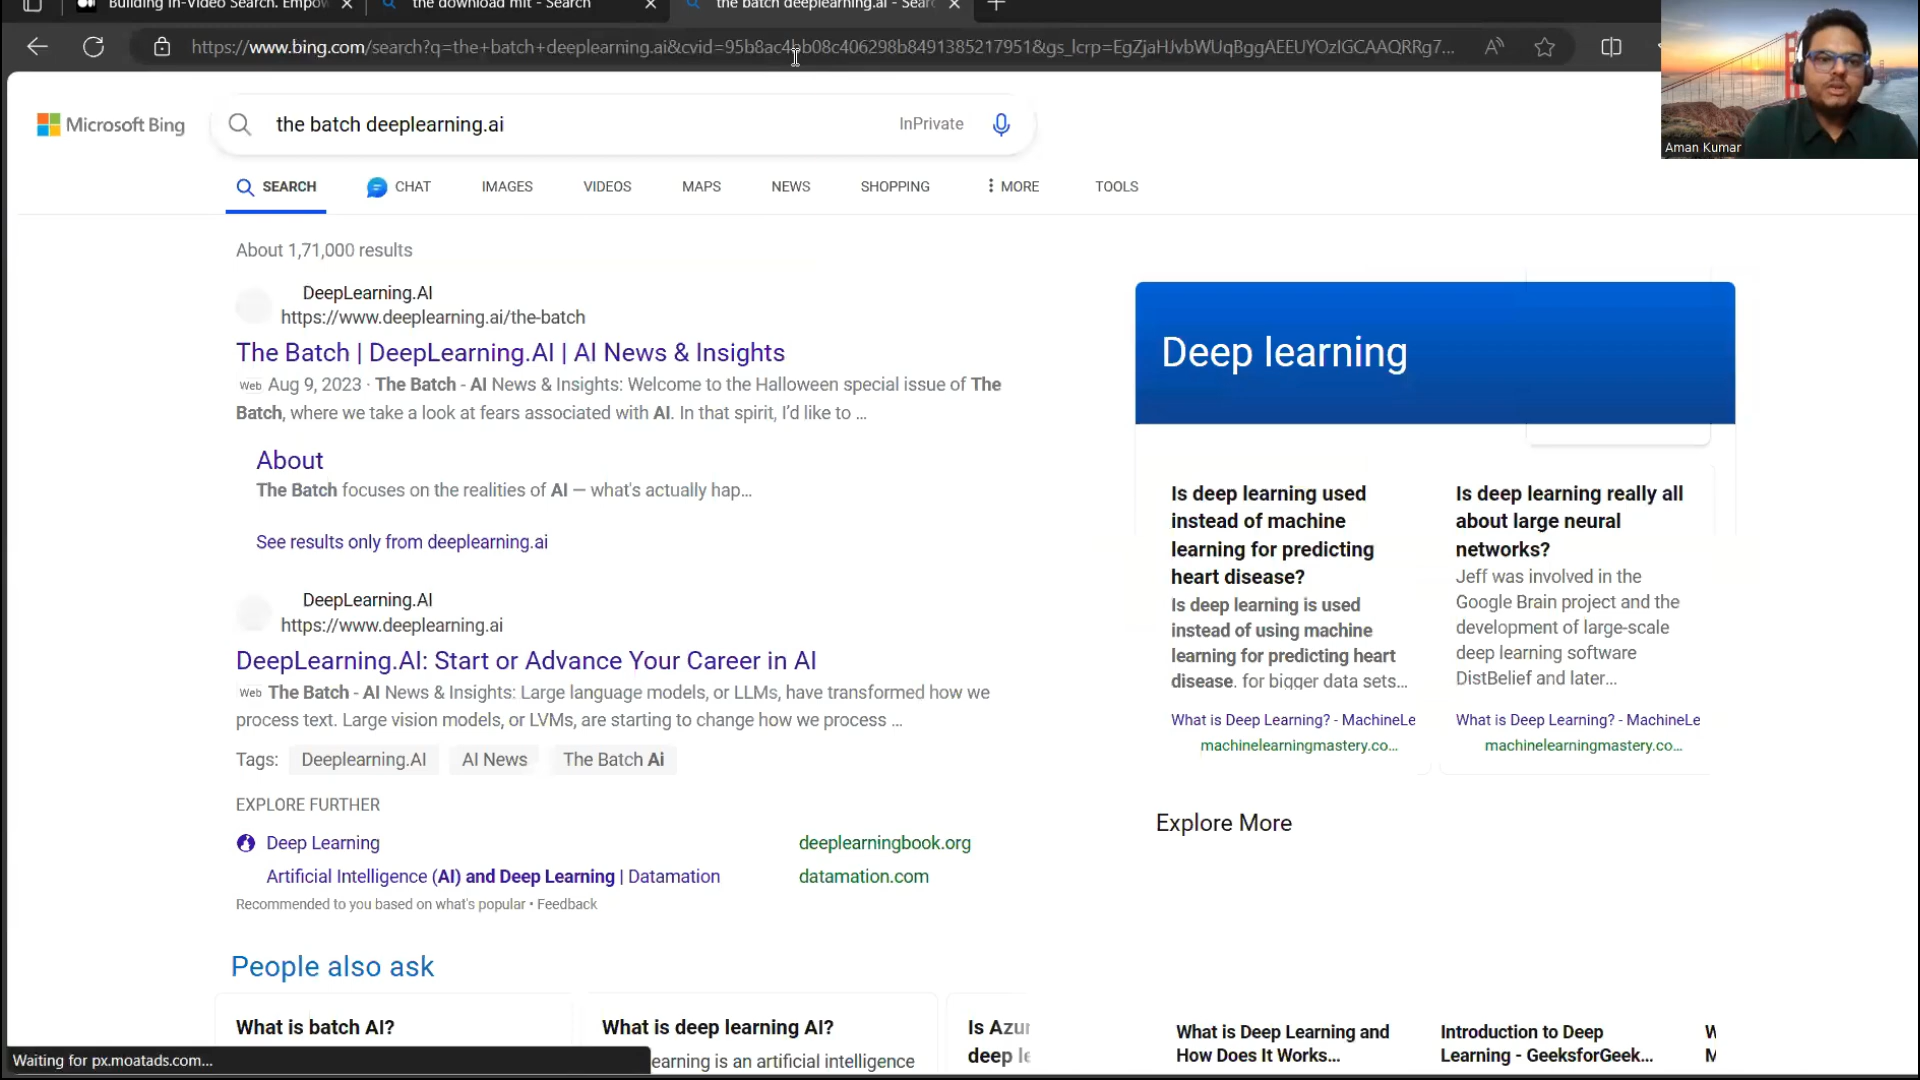 Building In-Video Search. Empow
the download mit - Search
the batch deeplearning.ai - Sear
https://www.bing.com/search?q=the+batch+deeplearning.ai&cvid=95b8ac4bb08c406298b8491385217951&gs_lcrp=EgZjaHJvbWUqBggAEEUYOzIGCAAQRRg7...
Aman Kumar
Microsoft Bing
the batch deeplearning.ai
InPrivate
SEARCH
CHAT
IMAGES
VIDEOS
MAPS
NEWS
SHOPPING
MORE
TOOLS
About 1,71,000 results
DeepLearning.AI
https://www.deeplearning.ai/the-batch
The Batch | DeepLearning.AI | AI News & Insights
Web Aug 9, 2023 · The Batch - AI News & Insights: Welcome to the Halloween special issue of The
Batch, where we take a look at fears associated with AI. In that spirit, I'd like to ...
About
The Batch focuses on the realities of AI — what's actually hap...
See results only from deeplearning.ai
DeepLearning.AI
https://www.deeplearning.ai
DeepLearning.AI: Start or Advance Your Career in AI
Web The Batch - AI News & Insights: Large language models, or LLMs, have transformed how we
process text. Large vision models, or LVMs, are starting to change how we process ...
Tags: Deeplearning.AI AI News The Batch Ai
EXPLORE FURTHER
Deep Learning deeplearningbook.org
Artificial Intelligence (AI) and Deep Learning | Datamation datamation.com
Recommended to you based on what's popular • Feedback
People also ask
What is batch AI?
What is deep learning AI?
earning is an artificial intelligence
Is Azur
deep le
Deep learning
Is deep learning used
instead of machine
learning for predicting
heart disease?
Is deep learning is used
instead of using machine
learning for predicting heart
disease. for bigger data sets...
What is Deep Learning? - MachineLe
machinelearningmastery.co...
Is deep learning really all
about large neural
networks?
Jeff was involved in the
Google Brain project and the
development of large-scale
deep learning software
DistBelief and later...
What is Deep Learning? - MachineLe
machinelearningmastery.co...
Explore More
What is Deep Learning and
How Does It Works...
Introduction to Deep
Learning - GeeksforGeek...
W
M
Waiting for px.moatads.com...